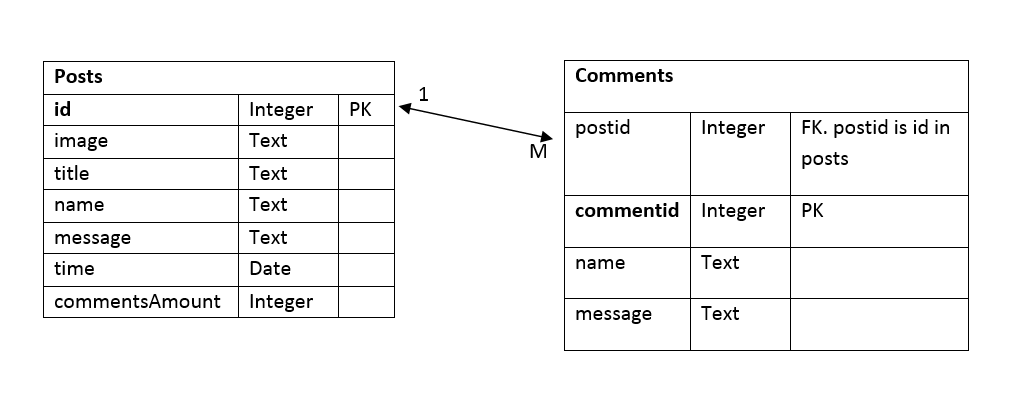 Posts
id Integer PK
image Text
title Text
name Text
message Text
time Date
commentsAmount Integer
1
M
Comments
postid Integer FK. postid is id in
posts
commentid Integer PK
name Text
message Text